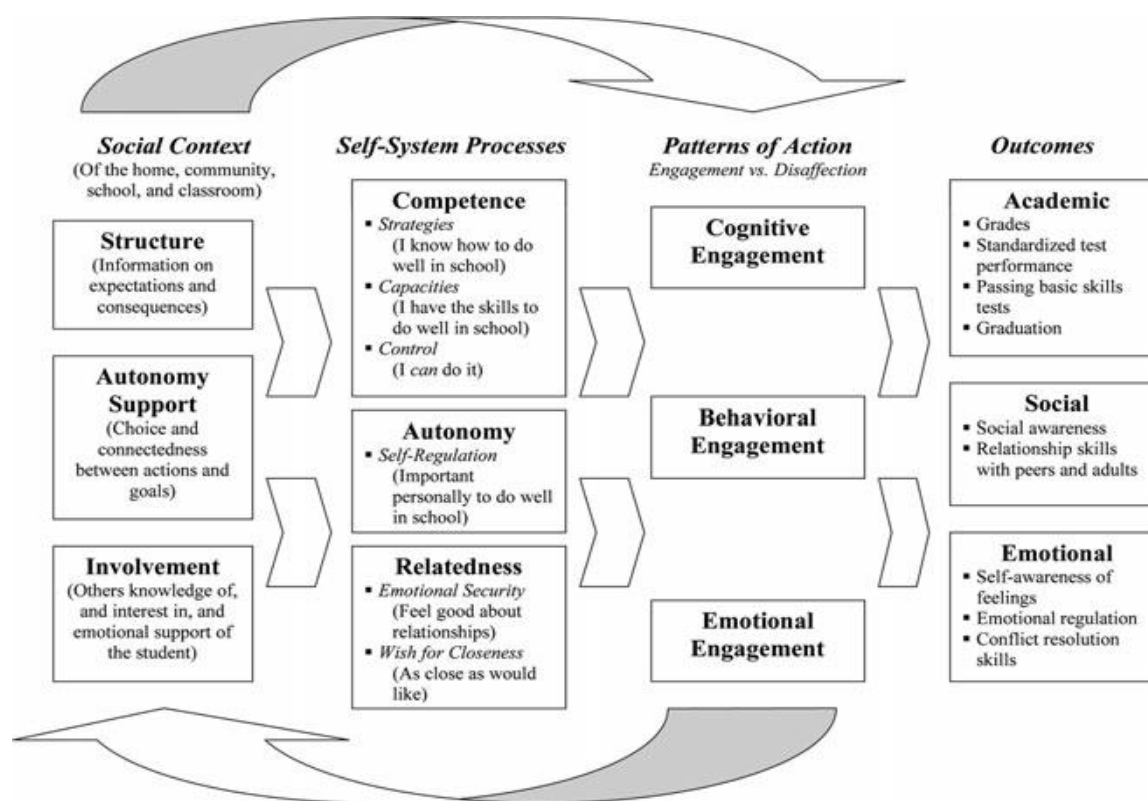 Social Context
(Of the home, community,
school, and classroom)
Structure
(Information on
expectations and
consequences)
Autonomy
Support
(Choice and
connectedness
between actions and
goals)
Involvement
(Others knowledge of,
and interest in, and
emotional support of
the student)
Self-System Processes
Competence
▪ Strategies
(I know how to do
well in school)
▪ Capacities
(I have the skills to
do well in school)
▪ Control
(I can do it)
Autonomy
▪ Self-Regulation
(Important
personally to do well
in school)
Relatedness
▪ Emotional Security
(Feel good about
relationships)
▪ Wish for Closeness
(As close as would
like)
Patterns of Action
Engagement vs. Disaffection
Cognitive
Engagement
Behavioral
Engagement
Emotional
Engagement
Outcomes
Academic
▪ Grades
▪ Standardized test
performance
▪ Passing basic skills
tests
▪ Graduation
Social
▪ Social awareness
▪ Relationship skills
with peers and adults
Emotional
▪ Self-awareness of
feelings
▪ Emotional regulation
▪ Conflict resolution
skills